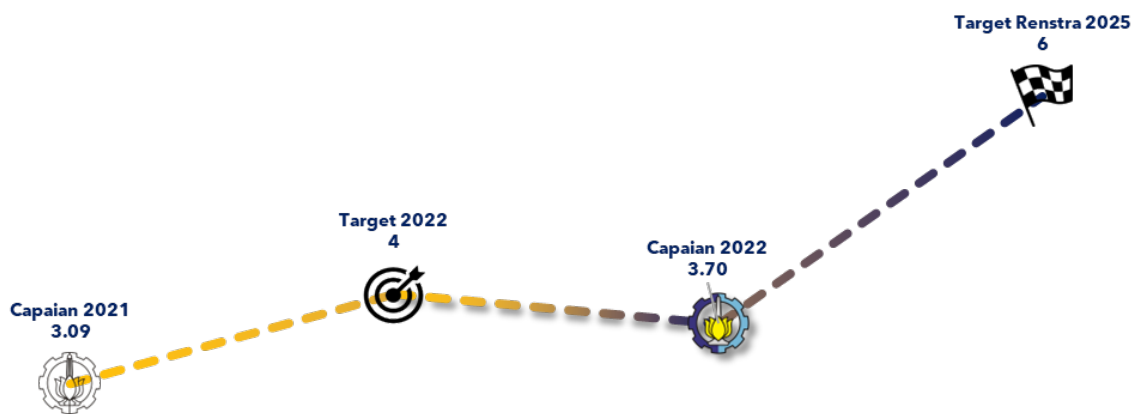 Target Renstra 2025
6
Target 2022
4
Capaian 2022
3.70
Capaian 2021
3.09